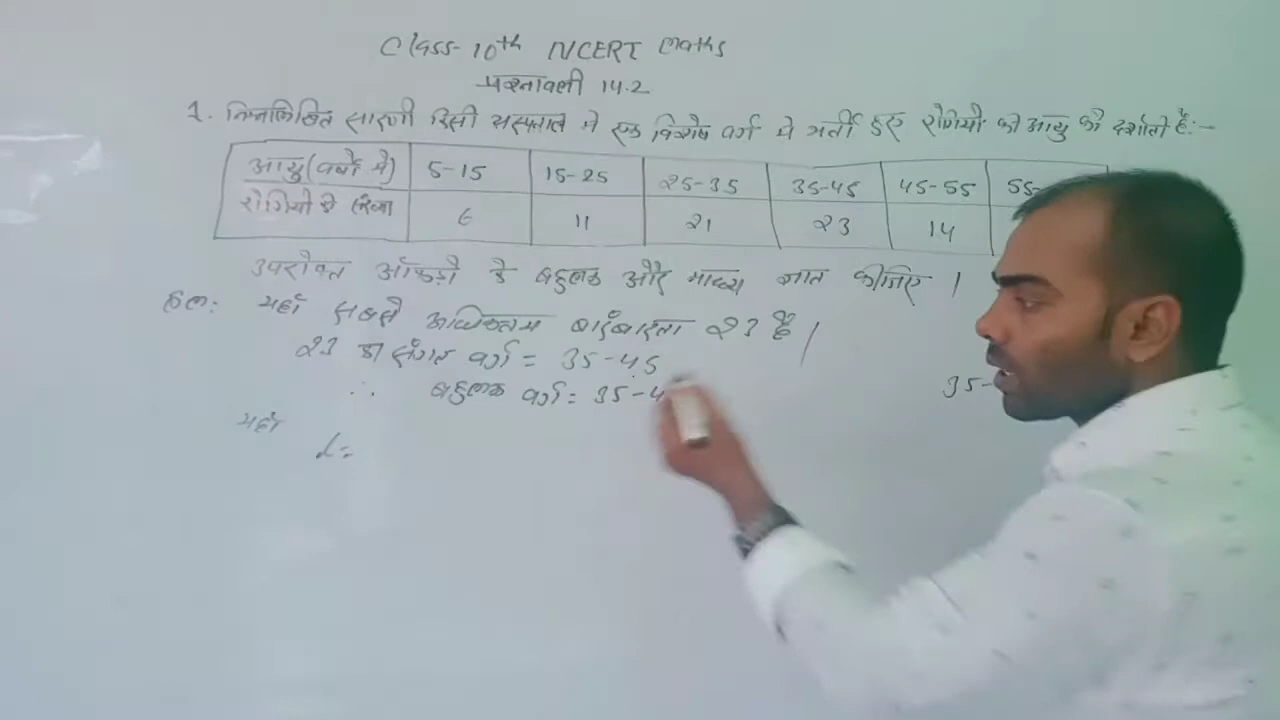 Class-10th NCERT Maths
प्रश्नावली 14.2
1. निम्नलिखित सारणी किसी अस्पताल में एक विशेष वर्ग में भर्ती हुए रोगियों की आयु को दर्शाती है:-
आयु(वर्षों में) 5-15 15-25 25-35 35-45 45-55 55-
रोगियों की संख्या 6 11 21 23 14
उपरोक्त आँकड़ों के बहुलक और माध्य ज्ञात कीजिए ।
हल: यहाँ सबसे अधिकतम बारंबारता 23 है /
23 का संगत वर्ग = 35-45
∴ बहुलक वर्ग = 35-4
35-
यहाँ
l =